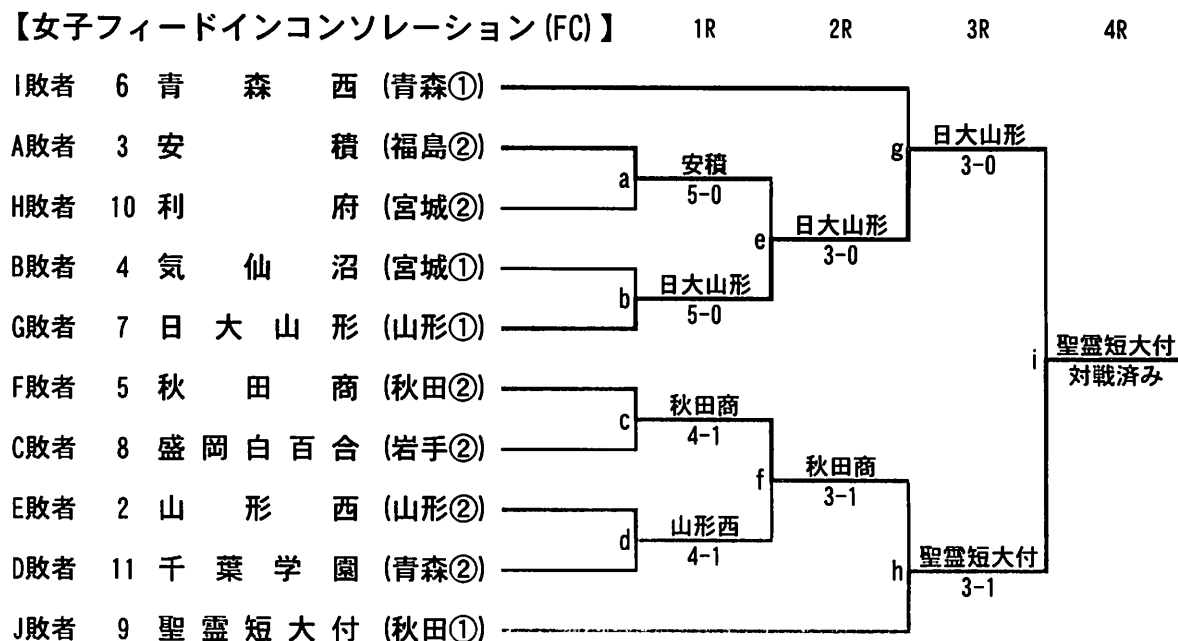 【女子フィードインコンソレーション(FC)】 1R 2R 3R 4R
I敗者 6 青森西 (青森①)
A敗者 3 安積 (福島②)
H敗者 10 利府 (宮城②)
B敗者 4 気仙沼 (宮城①)
G敗者 7 日大山形 (山形①)
F敗者 5 秋田商 (秋田②)
C敗者 8 盛岡白百合 (岩手②)
E敗者 2 山形西 (山形②)
D敗者 11 千葉学園 (青森②)
J敗者 9 聖霊短大付 (秋田①)
a 安積
5-0
b 日大山形
5-0
c 秋田商
4-1
d 山形西
4-1
e 日大山形
3-0
f 秋田商
3-1
g 日大山形
3-0
h 聖霊短大付
3-1
i 聖霊短大付
対戦済み